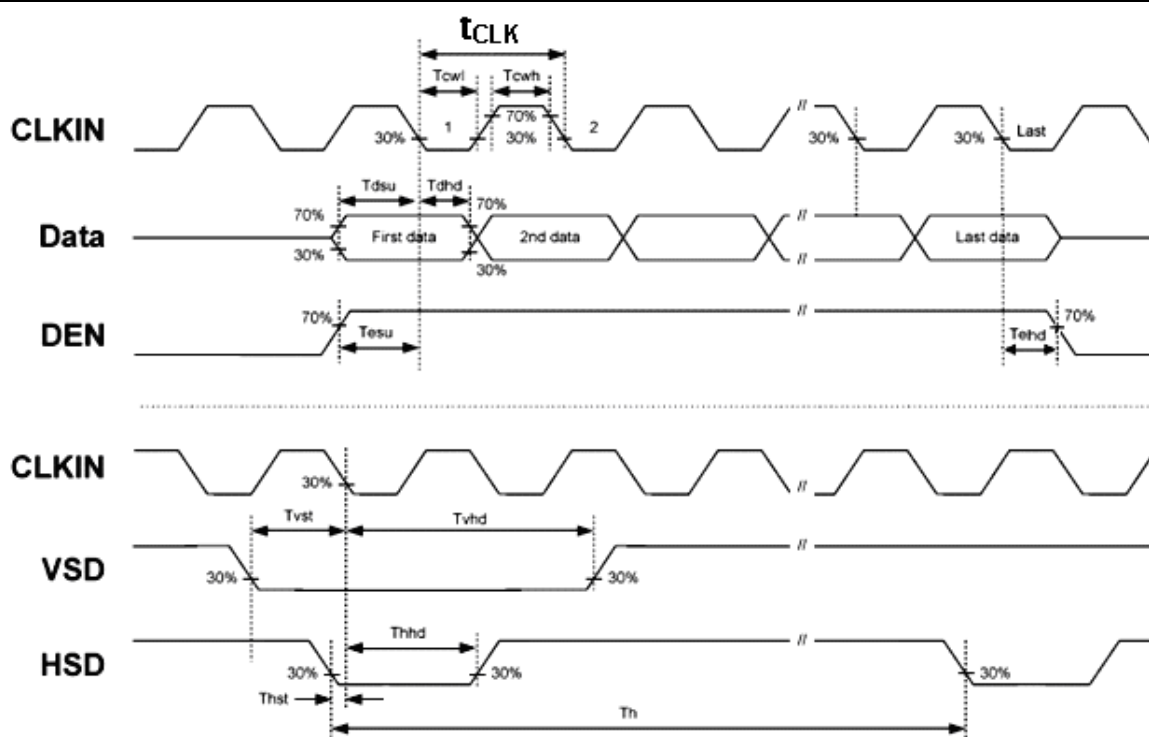 tCLK
Tcwl Tcwh
CLKIN 30% 1 70% 30% 2 // 30% 30% Last
Tdsu Tdhd
70% 70%
Data First data 2nd data // Last data
30% 30%
DEN 70% // 70%
Tesu Tehd
CLKIN 30% //
Tvst Tvhd
VSD 30% 30% //
Thhd
HSD 30% 30% // 30%
Thst
Th